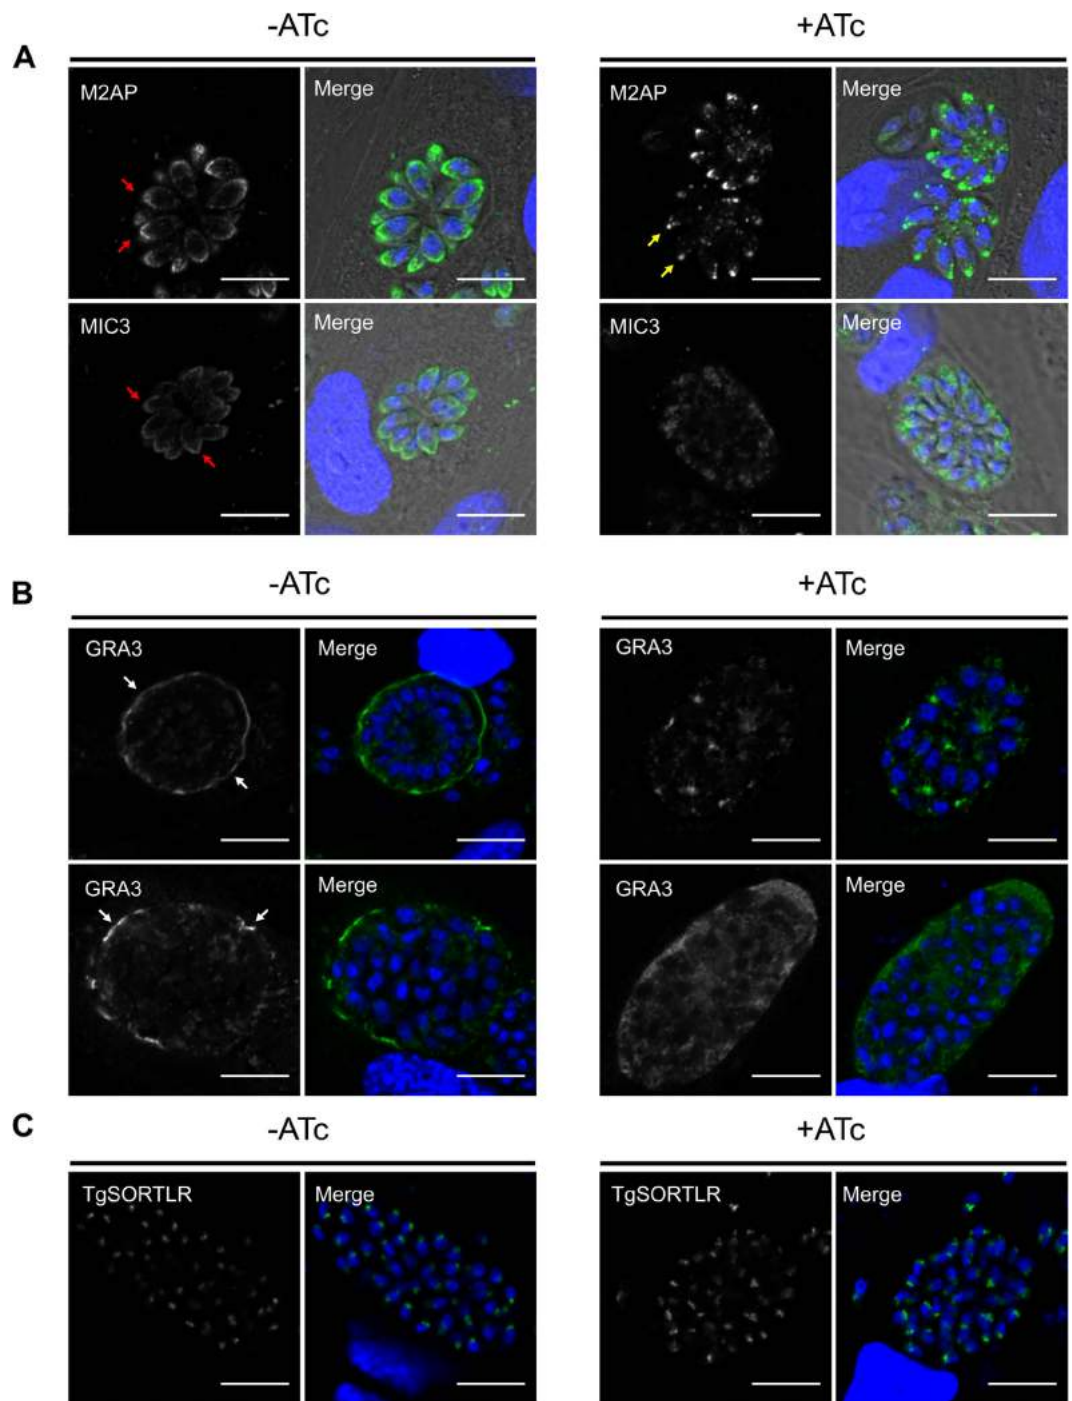 -ATc +ATc
A
M2AP Merge M2AP Merge
MIC3 Merge MIC3 Merge
-ATc +ATc
B
GRA3 Merge GRA3 Merge
GRA3 Merge GRA3 Merge
C
-ATc +ATc
TgSORTLR Merge TgSORTLR Merge